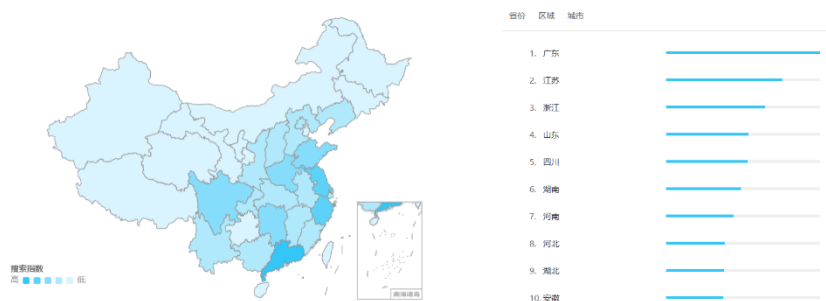 省份 区域 城市
1. 广东
2. 江苏
3. 浙江
4. 山东
5. 四川
6. 湖南
7. 河南
8. 河北
9. 湖北
10. 安徽
搜索指数
高 低
南海诸岛